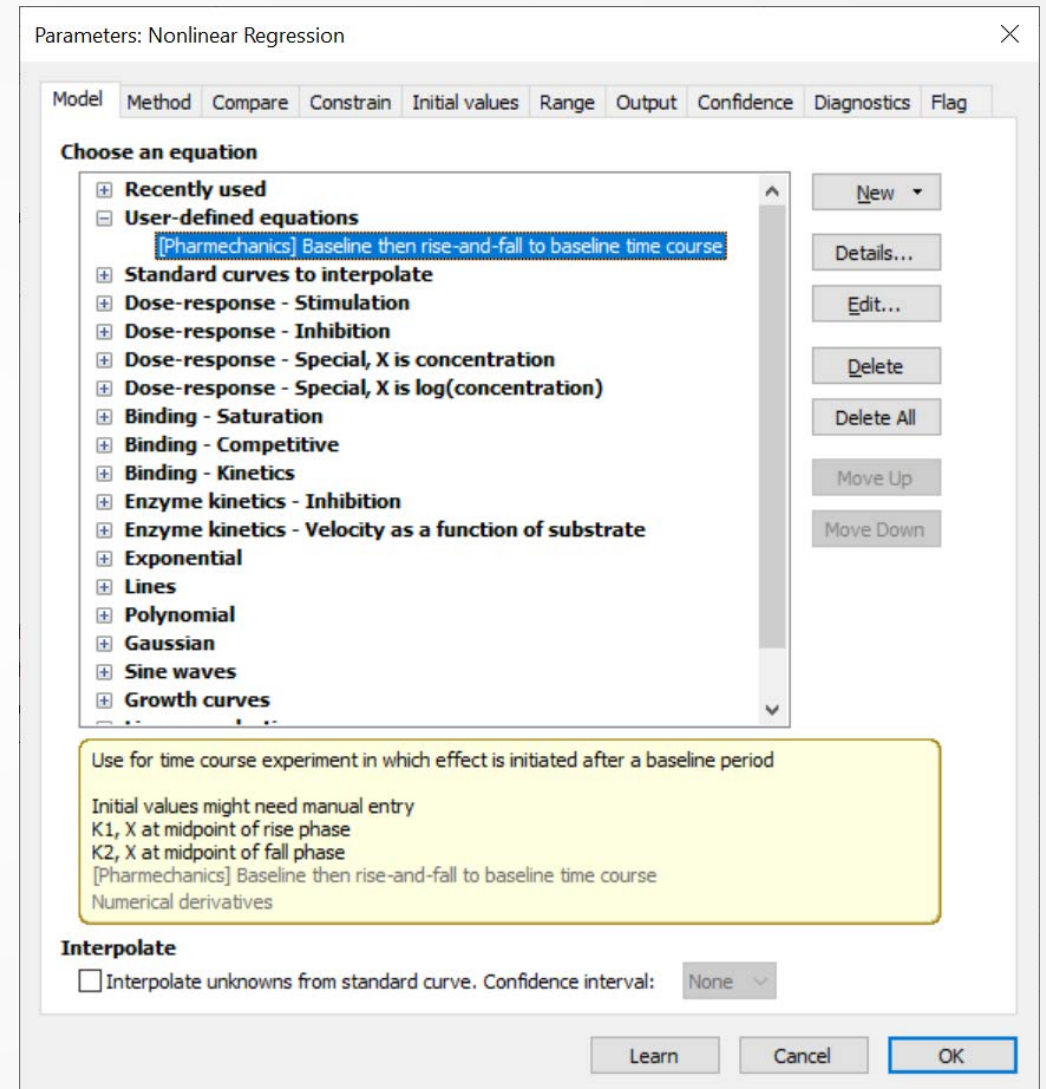 Parameters: Nonlinear Regression
Model Method Compare Constrain Initial values Range Output Confidence Diagnostics Flag
Choose an equation
Recently used
User-defined equations
[Pharmechanics] Baseline then rise-and-fall to baseline time course
Standard curves to interpolate
Dose-response - Stimulation
Dose-response - Inhibition
Dose-response - Special, X is concentration
Dose-response - Special, X is log(concentration)
Binding - Saturation
Binding - Competitive
Binding - Kinetics
Enzyme kinetics - Inhibition
Enzyme kinetics - Velocity as a function of substrate
Exponential
Lines
Polynomial
Gaussian
Sine waves
Growth curves
New
Details...
Edit...
Delete
Delete All
Move Up
Move Down
Use for time course experiment in which effect is initiated after a baseline period
Initial values might need manual entry
K1, X at midpoint of rise phase
K2, X at midpoint of fall phase
[Pharmechanics] Baseline then rise-and-fall to baseline time course
Numerical derivatives
Interpolate
Interpolate unknowns from standard curve. Confidence interval: None
Learn Cancel OK